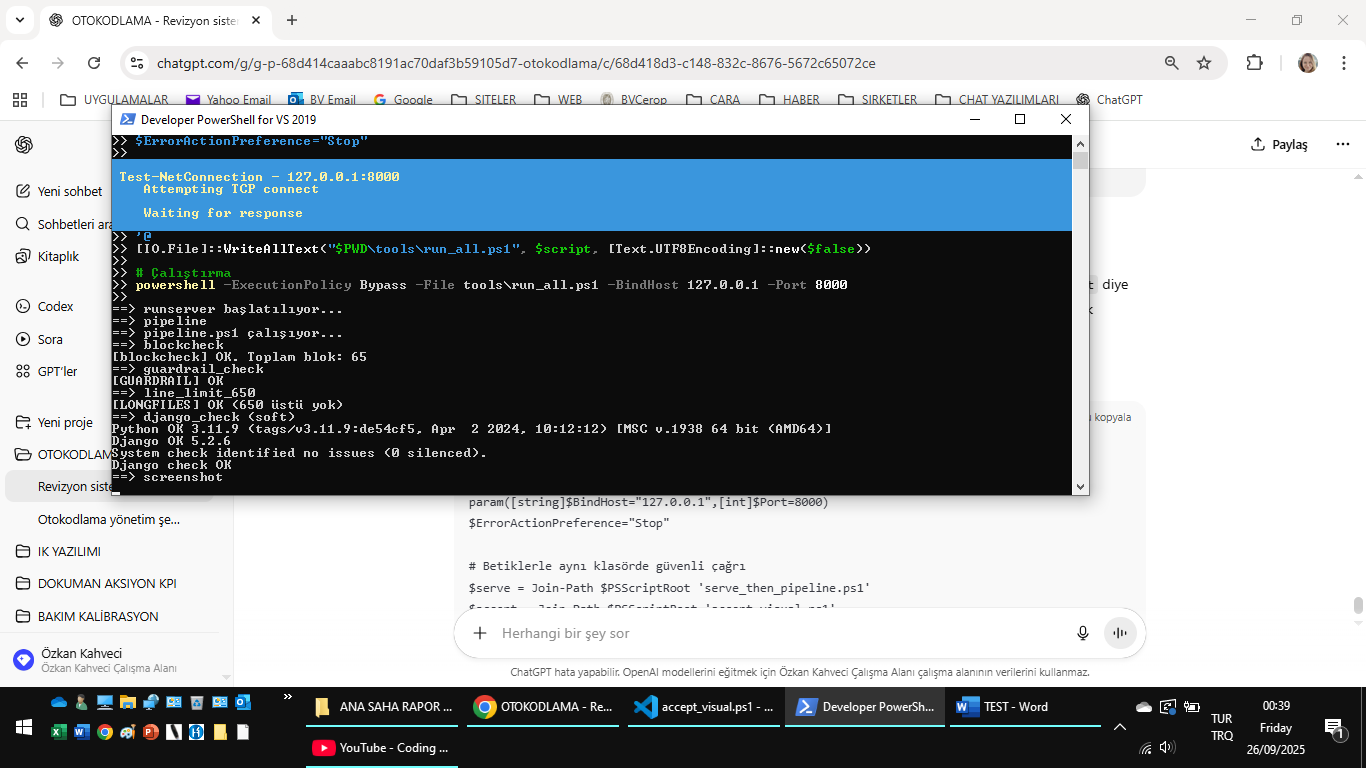 OTOKODLAMA - Revizyon siste
chatgpt.com/g/g-p-68d414caaabc8191ac70daf3b59105d7-otokodlama/c/68d418d3-c148-832c-8676-5672c65072ce
UYGULAMALAR
Yahoo Email
BV Email
Google
SITELER
WEB
BVCerop
CARA
HABER
SIRKETLER
CHAT YAZILIMLARI
ChatGPT
Developer PowerShell for VS 2019
>> $ErrorActionPreference="Stop"
>>
Test-NetConnection - 127.0.0.1:8000
Attempting TCP connect
Waiting for response
>> '@
>> [IO.File]::WriteAllText("$PWD\tools\run_all.ps1", $script, [Text.UTF8Encoding]::new($false))
>>
>> # Çalıştırma
>> powershell -ExecutionPolicy Bypass -File tools\run_all.ps1 -BindHost 127.0.0.1 -Port 8000
>>
==> runserver başlatılıyor...
==> pipeline
==> pipeline.ps1 çalışıyor...
==> blockcheck
[blockcheck] OK. Toplam blok: 65
==> guardrail_check
[GUARDRAIL] OK
==> line_limit_650
[LONGFILES] OK (650 üstü yok)
==> django_check (soft)
Python OK 3.11.9 (tags/v3.11.9:de54cf5, Apr  2 2024, 10:12:12) [MSC v.1938 64 bit (AMD64)]
Django OK 5.2.6
System check identified no issues (0 silenced).
Django check OK
==> screenshot
Paylaş
diye
kopyala
Yeni sohbet
Sohbetleri ara
Kitaplık
Codex
Sora
GPT'ler
Yeni proje
OTOKODLAM
Revizyon siste
Otokodlama yönetim şe...
IK YAZILIMI
DOKUMAN AKSIYON KPI
BAKIM KALİBRASYON
Özkan Kahveci
Özkan Kahveci Çalışma Alanı
param([string]$BindHost="127.0.0.1",[int]$Port=8000)
$ErrorActionPreference="Stop"
# Betiklerle aynı klasörde güvenli çağrı
$serve = Join-Path $PSScriptRoot 'serve_then_pipeline.ps1'
$accept = Join-Path $PSScriptRoot 'accept_visual.ps1'
Herhangi bir şey sor
ChatGPT hata yapabilir. OpenAI modellerini eğitmek için Özkan Kahveci Çalışma Alanı çalışma alanının verilerini kullanmaz.
ANA SAHA RAPOR ...
OTOKODLAMA - Re...
accept_visual.ps1 - ...
Developer PowerSh...
TEST - Word
YouTube - Coding ...
TUR
TRQ
00:39
Friday
26/09/2025
1